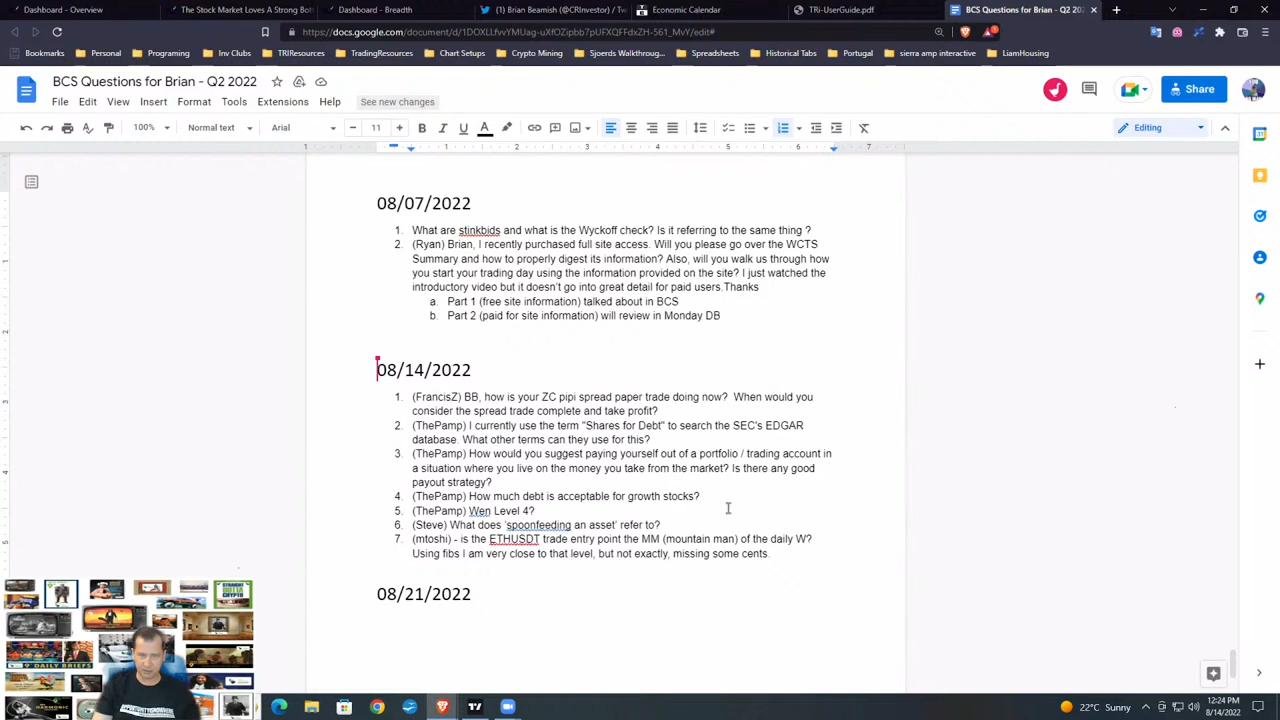 Dashboard - Overview
The Stock Market Loves A Strong Bot
Dashboard - Breadth
(1) Brian Beamish (@CRInvestor) / Tw
Economic Calendar
TRi-UserGuide.pdf
BCS Questions for Brian - Q2 202
https://docs.google.com/document/d/1DOXLlfvvYMUag-uXfOZipbb7pUFXQFFdxZH-561_MvY/edit#
Bookmarks
Personal
Programing
Inv Clubs
TRIResources
TradingResources
Chart Setups
Crypto
Sjoerds Walkthroug...
Spreadsheets
Historical Tabs
Portugal
sierra amp interactive
LiamHousing
BCS Questions for Brian - Q2 2022
File Edit View Insert Format Tools Extensions Help See new changes
Share
100% Normal text Arial 11
Editing
08/07/2022
1. What are stinkbids and what is the Wyckoff check? Is it referring to the same thing ?
2. (Ryan) Brian, I recently purchased full site access. Will you please go over the WCTS
Summary and how to properly digest its information? Also, will you walk us through how
you start your trading day using the information provided on the site? I just watched the
introductory video but it doesn't go into great detail for paid users.Thanks
a. Part 1 (free site information) talked about in BCS
b. Part 2 (paid for site information) will review in Monday DB
08/14/2022
1. (FrancisZ) BB, how is your ZC pipi spread paper trade doing now? When would you
consider the spread trade complete and take profit?
2. (ThePamp) I currently use the term "Shares for Debt" to search the SEC's EDGAR
database. What other terms can they use for this?
3. (ThePamp) How would you suggest paying yourself out of a portfolio / trading account in
a situation where you live on the money you take from the market? Is there any good
payout strategy?
4. (ThePamp) How much debt is acceptable for growth stocks?
5. (ThePamp) Wen Level 4?
6. (Steve) What does 'spoonfeeding an asset' refer to?
7. (mtoshi) - is the ETHUSDT trade entry point the MM (mountain man) of the daily W?
Using fibs I am very close to that level, but not exactly, missing some cents.
08/21/2022
STRAIGHT
OUTTA
CRYPTO
DAILY BRIEFS
HARMONIC
22°C Sunny
12:24 PM
8/14/2022